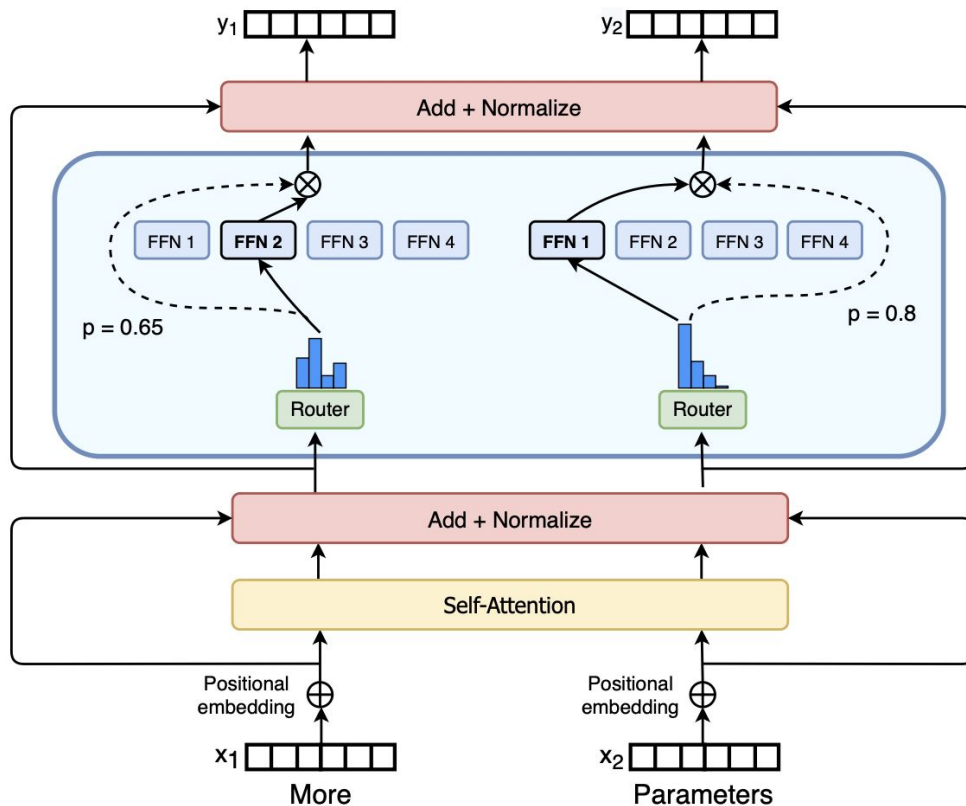 y1 y2
Add + Normalize
FFN 1 FFN 2 FFN 3 FFN 4 FFN 1 FFN 2 FFN 3 FFN 4
p = 0.65 p = 0.8
Router Router
Add + Normalize
Self-Attention
Positional
embedding
Positional
embedding
x1 x2
More Parameters